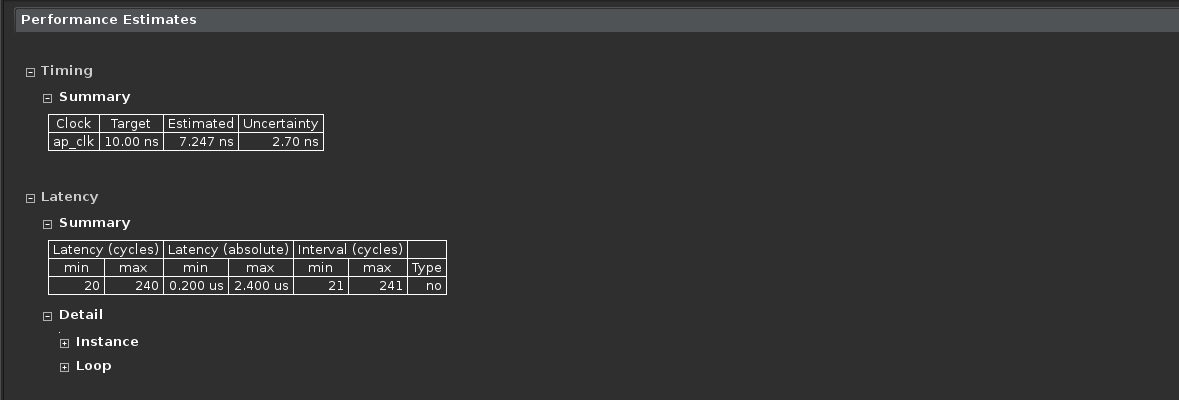 Performance Estimates
Timing
Summary
Clock Target Estimated Uncertainty
ap_clk 10.00 ns 7.247 ns 2.70 ns
Latency
Summary
Latency (cycles) Latency (absolute) Interval (cycles)
min max min max min max Type
20 240 0.200 us 2.400 us 21 241 no
Detail
Instance
Loop